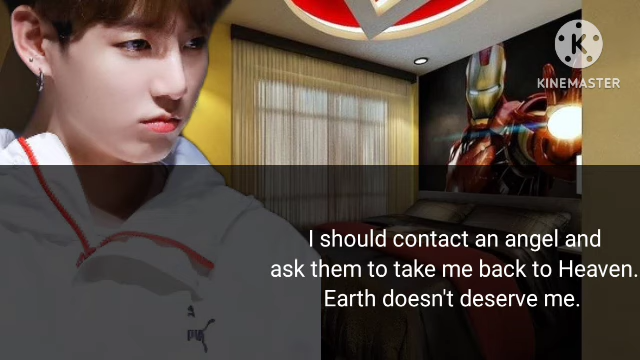 KINEMASTER
I should contact an angel and
ask them to take me back to Heaven.
Earth doesn't deserve me.